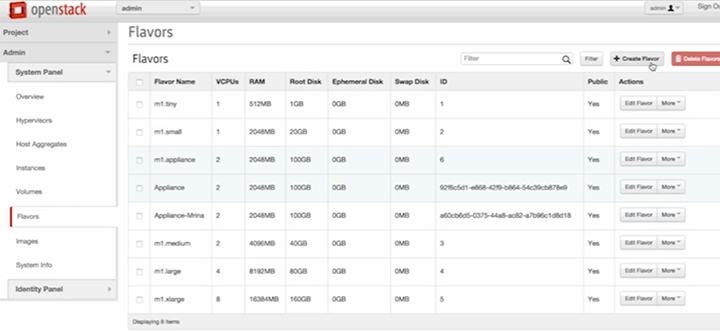 openstack admin admin Sign Ou
Project
Admin
System Panel
Overview
Hypervisors
Host Aggregates
Instances
Volumes
Flavors
Images
System Info
Identity Panel
Flavors
Flavors Filter Filter + Create Flavor Delete Flavors
Flavor Name VCPUs RAM Root Disk Ephemeral Disk Swap Disk ID Public Actions
m1.tiny 1 512MB 1GB 0GB 0MB 1 Yes Edit Flavor More
m1.small 1 2048MB 20GB 0GB 0MB 2 Yes Edit Flavor More
m1.appliance 2 2048MB 100GB 0GB 0MB 6 Yes Edit Flavor More
Appliance 2 2048MB 100GB 0GB 0MB 92f6c5d1-e868-42f9-b864-54c39cb878e9 Yes Edit Flavor More
Appliance-Mrina 2 2048MB 100GB 0GB 0MB a60cb6d5-0375-44a8-ac82-a7b96c1d8d18 Yes Edit Flavor More
m1.medium 2 4096MB 40GB 0GB 0MB 3 Yes Edit Flavor More
m1.large 4 8192MB 80GB 0GB 0MB 4 Yes Edit Flavor More
m1.xlarge 8 16384MB 160GB 0GB 0MB 5 Yes Edit Flavor More
Displaying 8 items